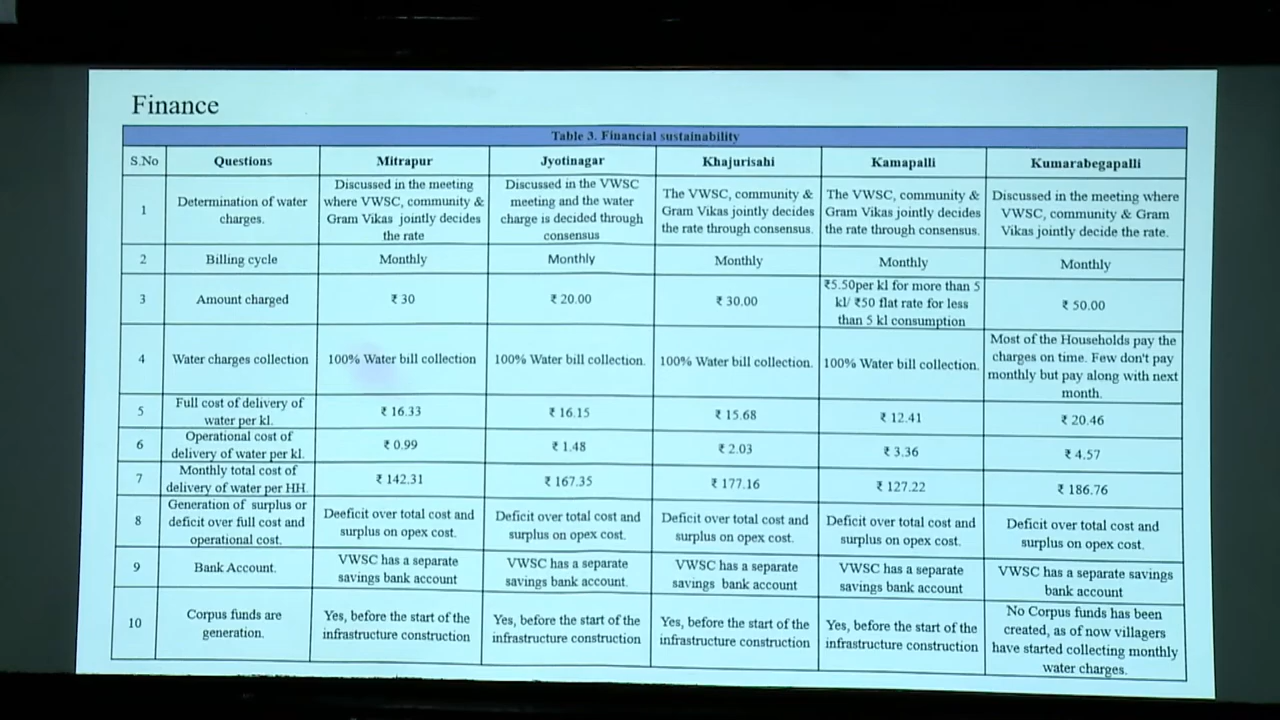 Finance
Table 3. Financial sustainability
S.No Questions Mitrapur Jyotinagar Khajurisahi Kamapalli Kumarabegapalli
1
Determination of water
charges.
Discussed in the meeting
where VWSC, community &
Gram Vikas jointly decides
the rate
Discussed in the VWSC
meeting and the water
charge is decided through
consensus
The VWSC, community &
Gram Vikas jointly decides
the rate through consensus.
The VWSC, community &
Gram Vikas jointly decides
the rate through consensus.
Discussed in the meeting where
VWSC, community & Gram
Vikas jointly decide the rate.
2 Billing cycle Monthly Monthly Monthly Monthly Monthly
3
Amount charged
₹ 30
₹ 20.00
₹ 30.00
₹5.50per kl for more than 5
kl/ ₹50 flat rate for less
than 5 kl consumption
₹ 50.00
4
Water charges collection
100% Water bill collection
100% Water bill collection.
100% Water bill collection.
100% Water bill collection.
Most of the Households pay the
charges on time. Few don't pay
monthly but pay along with next
month.
5
Full cost of delivery of
water per kl.
₹ 16.33
₹ 16.15
₹ 15.68
₹ 12.41
₹ 20.46
6
Operational cost of
delivery of water per kl.
₹ 0.99
₹ 1.48
₹ 2.03
₹ 3.36
₹ 4.57
7
Monthly total cost of
delivery of water per HH.
₹ 142.31
₹ 167.35
₹ 177.16
₹ 127.22
₹ 186.76
8
Generation of surplus or
deficit over full cost and
operational cost.
Deeficit over total cost and
surplus on opex cost.
Deficit over total cost and
surplus on opex cost.
Deficit over total cost and
surplus on opex cost.
Deficit over total cost and
surplus on opex cost.
Deficit over total cost and
surplus on opex cost.
9
Bank Account.
VWSC has a separate
savings bank account
VWSC has a separate
savings bank account.
VWSC has a separate
savings bank account
VWSC has a separate
savings bank account
VWSC has a separate savings
bank account
10
Corpus funds are
generation.
Yes, before the start of the
infrastructure construction
Yes, before the start of the
infrastructure construction
Yes, before the start of the
infrastructure construction
Yes, before the start of the
infrastructure construction
No Corpus funds has been
created, as of now villagers
have started collecting monthly
water charges.